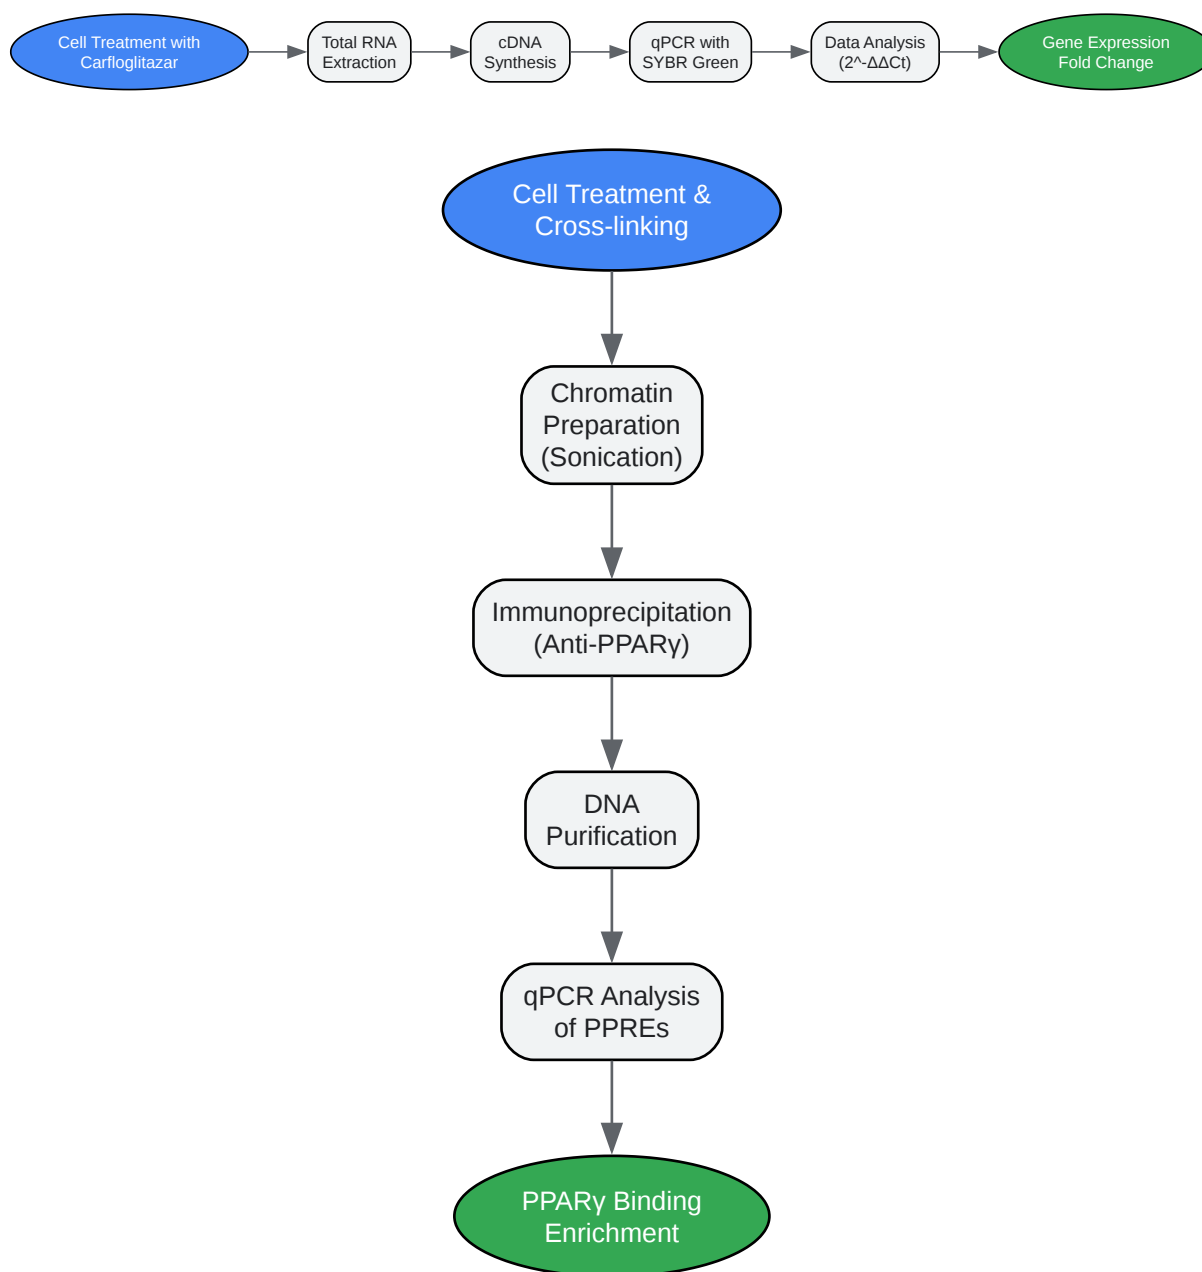 Cell Treatment with
Carfloglitazar
Total RNA
Extraction
cDNA
Synthesis
qPCR with
SYBR Green
Data Analysis
(2^-ΔΔCt)
Gene Expression
Fold Change
Cell Treatment &
Cross-linking
Chromatin
Preparation
(Sonication)
Immunoprecipitation
(Anti-PPARγ)
DNA
Purification
qPCR Analysis
of PPREs
PPARγ Binding
Enrichment